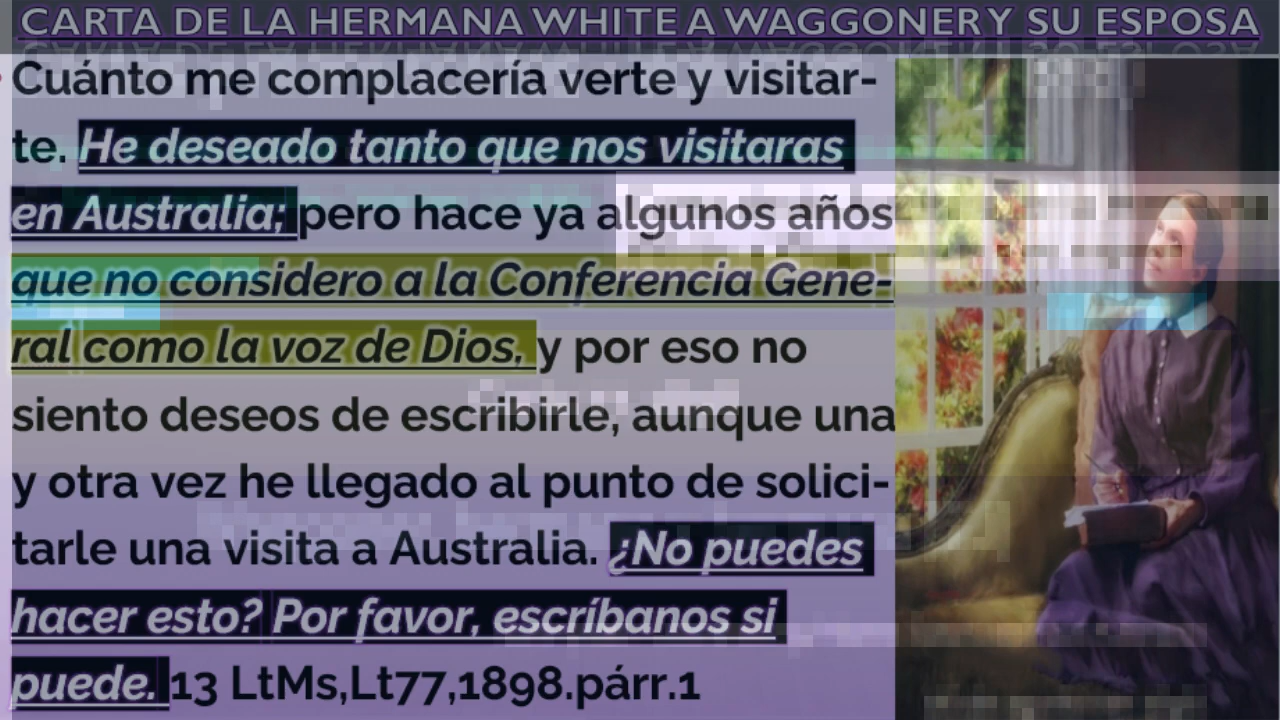 CARTA DE LA HERMANA WHITE A WAGGONER Y SU ESPOSA
Cuánto me complacería verte y visitar-
te. He deseado tanto que nos visitaras
en Australia; pero hace ya algunos años
que no considero a la Conferencia Gene-
ral como la voz de Dios, y por eso no
siento deseos de escribirle, aunque una
y otra vez he llegado al punto de solici-
tarle una visita a Australia. ¿No puedes
hacer esto? Por favor, escríbanos si
puede. 13 LtMs,Lt77,1898.párr.1